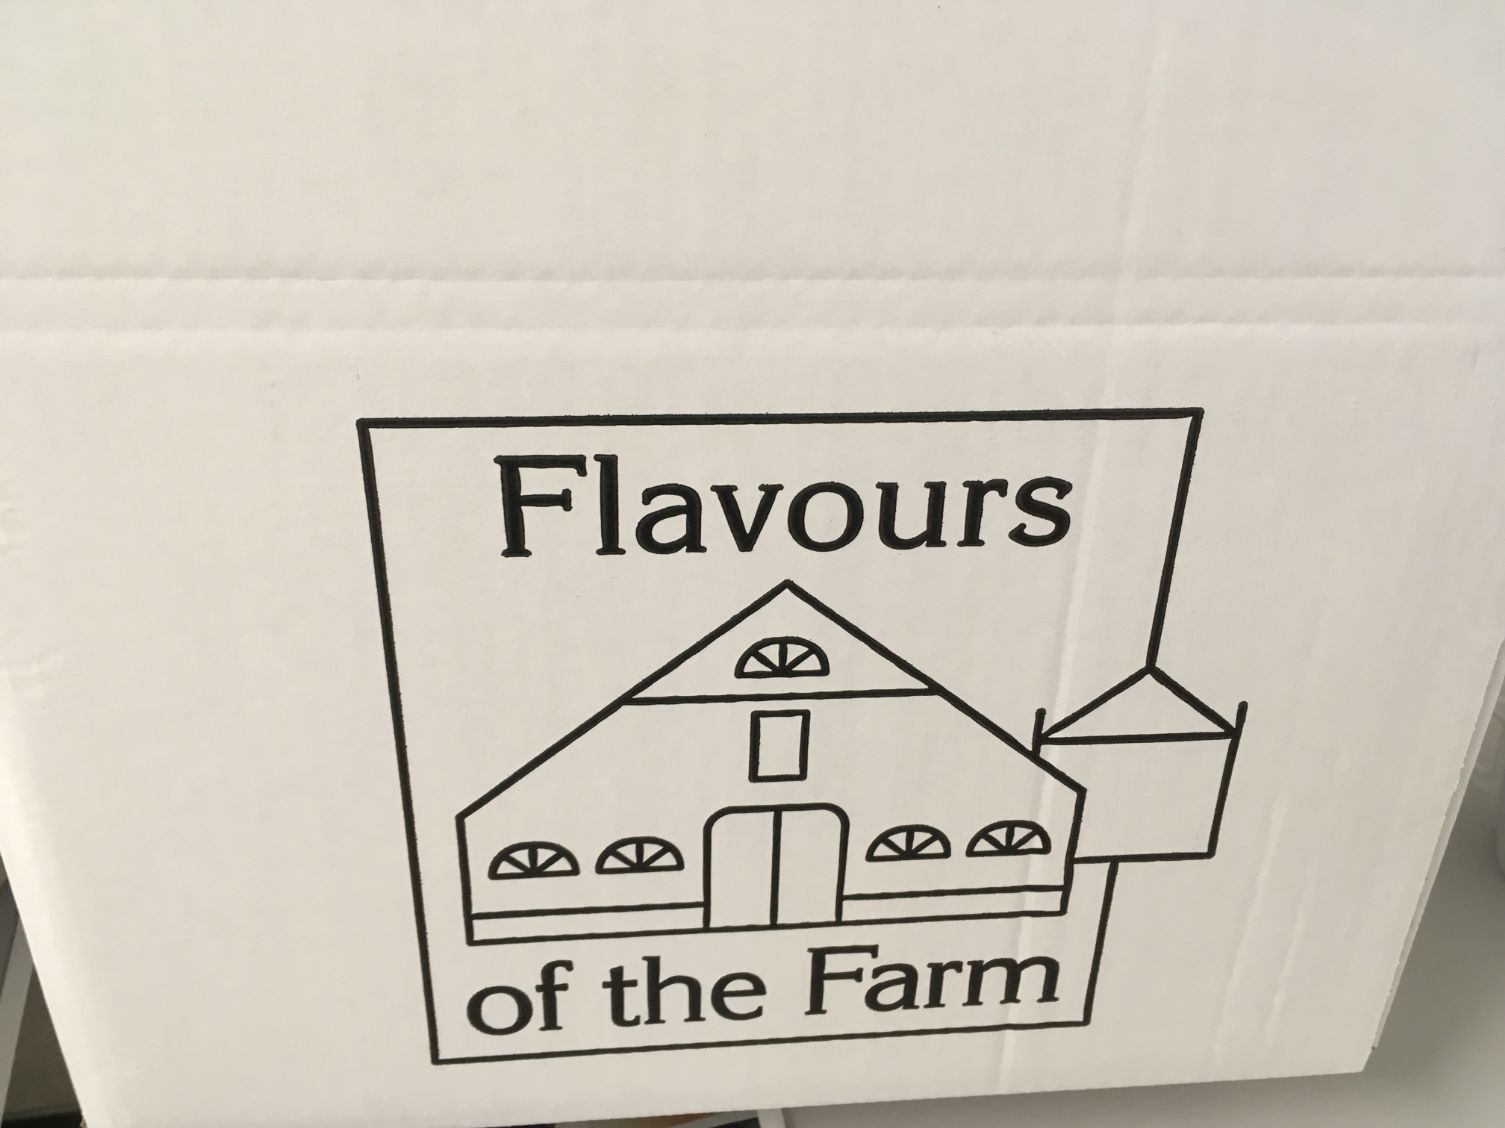 Flavours
of the Farm